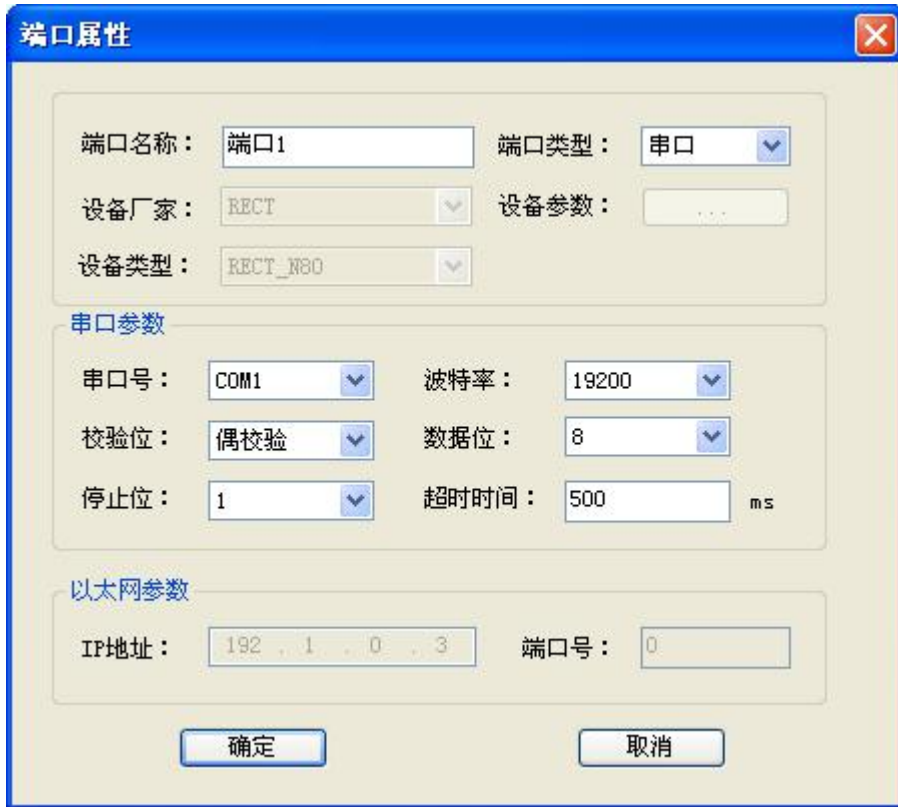 端口属性
端口名称： 端口1 端口类型： 串口
设备厂家： RECT 设备参数： ...
设备类型： RECT_N80
串口参数
串口号： COM1 波特率： 19200
校验位： 偶校验 数据位： 8
停止位： 1 超时时间： 500 ms
以太网参数
IP地址： 192 . 1 . 0 . 3 端口号： 0
确定 取消